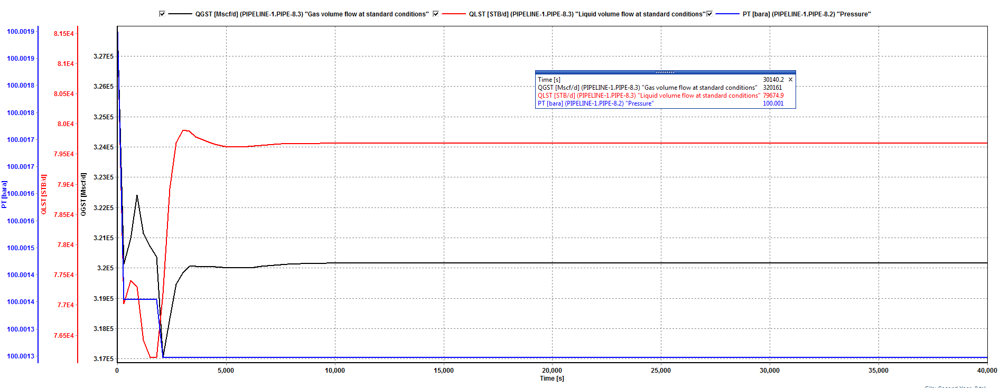 QGST [Mscf/d] (PIPELINE-1.PIPE-8.3) "Gas volume flow at standard conditions" QLST [STB/d] (PIPELINE-1.PIPE-8.3) "Liquid volume flow at standard conditions" PT [bara] (PIPELINE-1.PIPE-8.2) "Pressure"
PT [bara]
100.0019
100.0019
100.0018
100.0018
100.0017
100.0017
100.0016
100.0016
100.0015
100.0014
100.0014
100.0013
100.0013
QLST [STB/d]
8.15E4
8.1E4
8.05E4
8.0E4
7.95E4
7.9E4
7.85E4
7.8E4
7.75E4
7.7E4
7.65E4
QGST [Mscf/d]
3.27E5
3.26E5
3.25E5
3.24E5
3.23E5
3.22E5
3.21E5
3.2E5
3.19E5
3.18E5
3.17E5
Time [s] 30140.2 X
QGST [Mscf/d] (PIPELINE-1.PIPE-8.3) "Gas volume flow at standard conditions" 320161
QLST [STB/d] (PIPELINE-1.PIPE-8.3) "Liquid volume flow at standard conditions" 79674.9
PT [bara] (PIPELINE-1.PIPE-8.2) "Pressure" 100.001
0 5,000 10,000 15,000 20,000 25,000 30,000 35,000 40,000
Time [s]